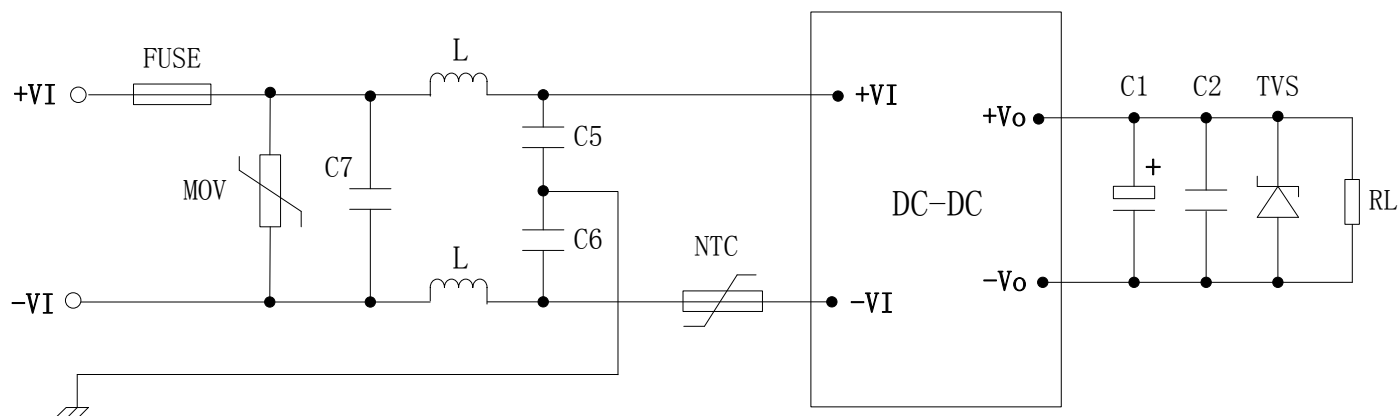 FUSE
L
+VI
+VI
C5
C7
MOV
C6
L
NTC
-VI
-VI
DC-DC
+Vo
-Vo
C1
C2
TVS
+
RL